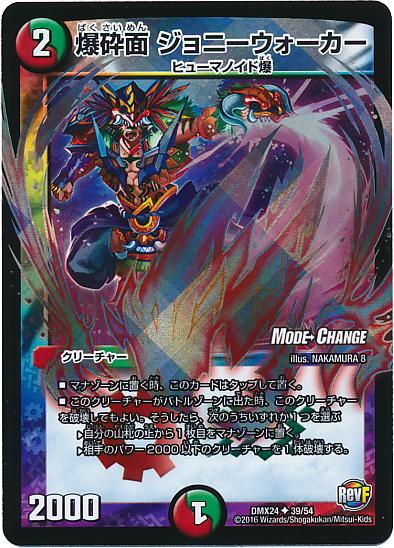 2
ばくさいめん
爆砕面 ジョニーウォーカー
ヒューマノイド爆
ばく
MODE➔CHANGE
illus. NAKAMURA 8
クリーチャー
■ マナゾーンに置く時、このカードはタップして置く。
■ このクリーチャーがバトルゾーンに出た時、このクリーチャー
を破壊してもよい。そうしたら、次のうちいずれか1つを選ぶ
▶自分の山札の上から1枚目をマナゾーンに置く。
▶相手のパワー2000以下のクリーチャーを1体破壊する。
2000
1
RevF
DMX24 ◆ 39/54
©2016 Wizards/Shogakukan/Mitsui-Kids